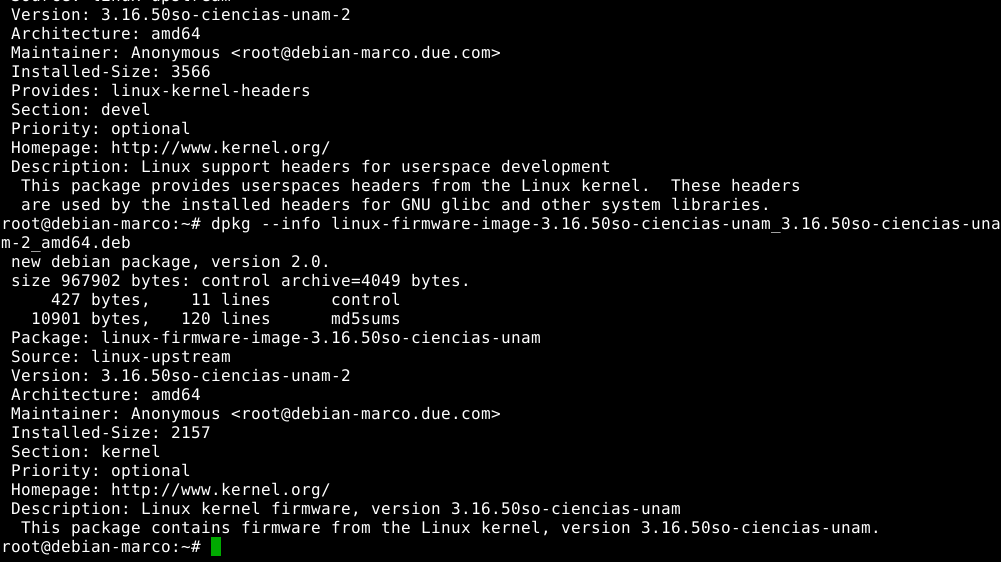 Version: 3.16.50so-ciencias-unam-2
Architecture: amd64
Maintainer: Anonymous <root@debian-marco.due.com>
Installed-Size: 3566
Provides: linux-kernel-headers
Section: devel
Priority: optional
Homepage: http://www.kernel.org/
Description: Linux support headers for userspace development
This package provides userspaces headers from the Linux kernel.  These headers
are used by the installed headers for GNU glibc and other system libraries.
root@debian-marco:~# dpkg --info linux-firmware-image-3.16.50so-ciencias-unam_3.16.50so-ciencias-una
m-2_amd64.deb
new debian package, version 2.0.
size 967902 bytes: control archive=4049 bytes.
427 bytes,    11 lines      control
10901 bytes,   120 lines      md5sums
Package: linux-firmware-image-3.16.50so-ciencias-unam
Source: linux-upstream
Version: 3.16.50so-ciencias-unam-2
Architecture: amd64
Maintainer: Anonymous <root@debian-marco.due.com>
Installed-Size: 2157
Section: kernel
Priority: optional
Homepage: http://www.kernel.org/
Description: Linux kernel firmware, version 3.16.50so-ciencias-unam
This package contains firmware from the Linux kernel, version 3.16.50so-ciencias-unam.
root@debian-marco:~#